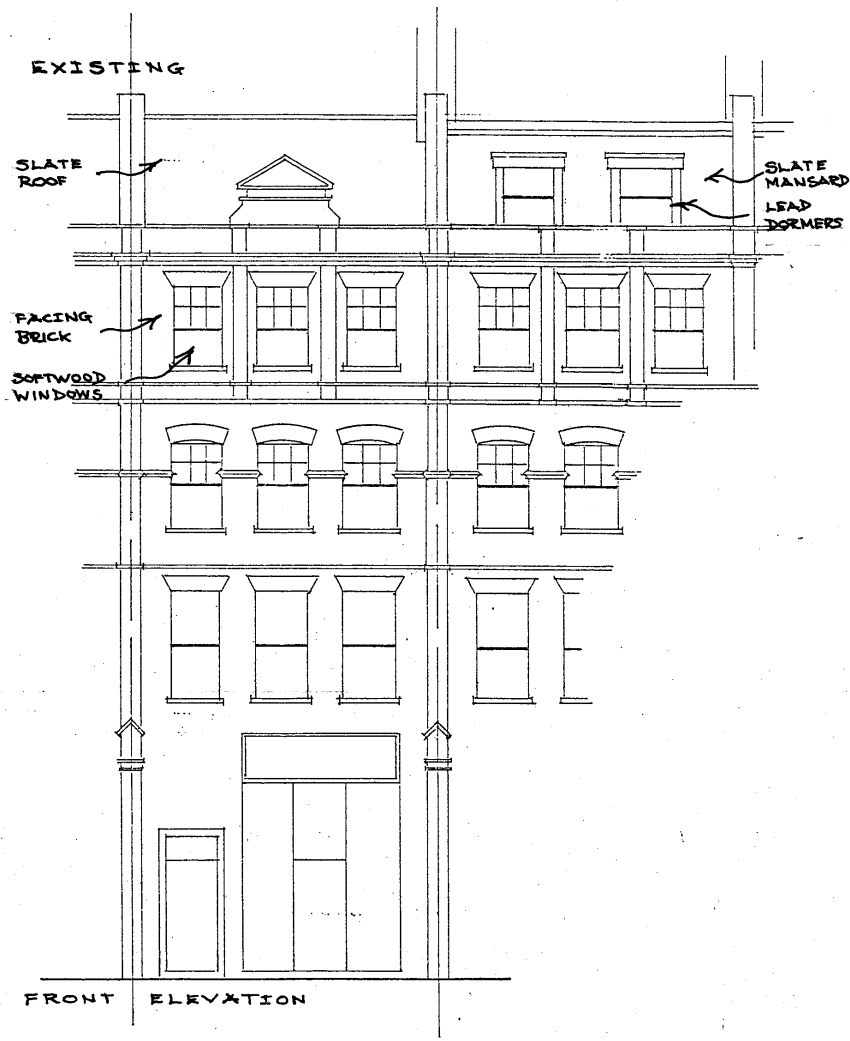 EXISTING
SLATE
ROOF
SLATE
MANSARD
LEAD
DORMERS
FACING
BRICK
SOFTWOOD
WINDOWS
FRONT ELEVATION